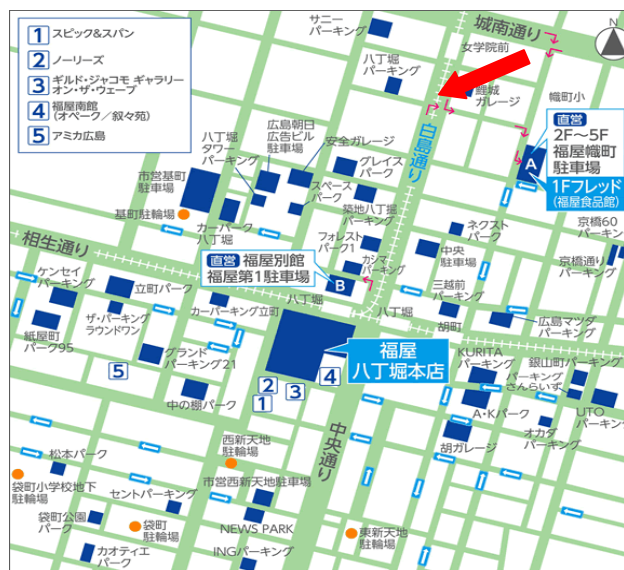 1 スピック&スパン
2 ノーリーズ
3 ギルド・ジャコモ ギャラリー
オン・ザ・ウェーブ
4 福屋南館
(オペーク/叙々苑)
5 アミカ広島
サニー
パーキング
城南通り
N
女学院前
八丁堀
パーキング
鯉城
ガレージ
幟町小
直営
2F〜5F
福屋幟町
駐車場
1Fフレッド
(福屋食品館)
A
白島通り
八丁堀
タワー
パーキング
広島朝日
広告ビル
駐車場
安全ガレージ
グレイス
パーク
市営基町
駐車場
スペース
パーク
築地八丁堀
パーキング
基町駐輪場
カーパーク
八丁堀
フォレスト
パーク1
カジマ
パーキング
ネクスト
パーク
中央
駐車場
京橋60
パーキング
京橋通り
パーキング
相生通り
直営 福屋別館
福屋第1駐車場
B
ケンセイ
パーキング
立町パーク
八丁堀
八丁堀
三越前
パーキング
カーパーキング立町
胡町
広島マツダ
パーキング
ザ・パーキング
ラウンドワン
紙屋町
パーク95
グランド
パーキング21
福屋
八丁堀本店
KURITA
パーキング
銀山町パーキング
パーキング
さんらいず
5
4
2
3
1
中の棚パーク
A・Kパーク
UTO
パーキング
オカダ
パーキング
胡ガレージ
中央通り
西新天地
駐輪場
松本パーク
袋町小学校地下
駐輪場
セントパーキング
市営西新天地駐車場
袋町公園
パーク
袋町
駐輪場
NEWS PARK
東新天地
駐輪場
カオティエ
パーク
INGパーキング